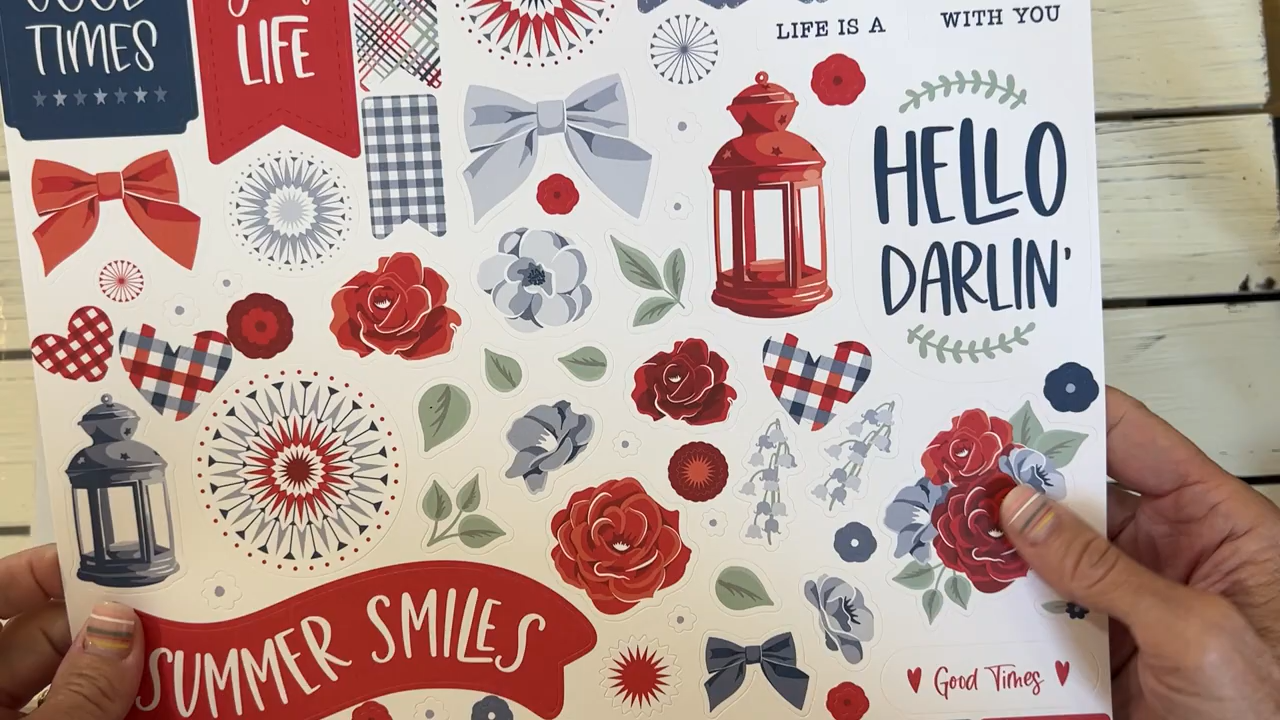 GOOD
TIMES
LIFE
LIFE IS A
WITH YOU
HELLO
DARLIN'
SUMMER SMILES
Good Times